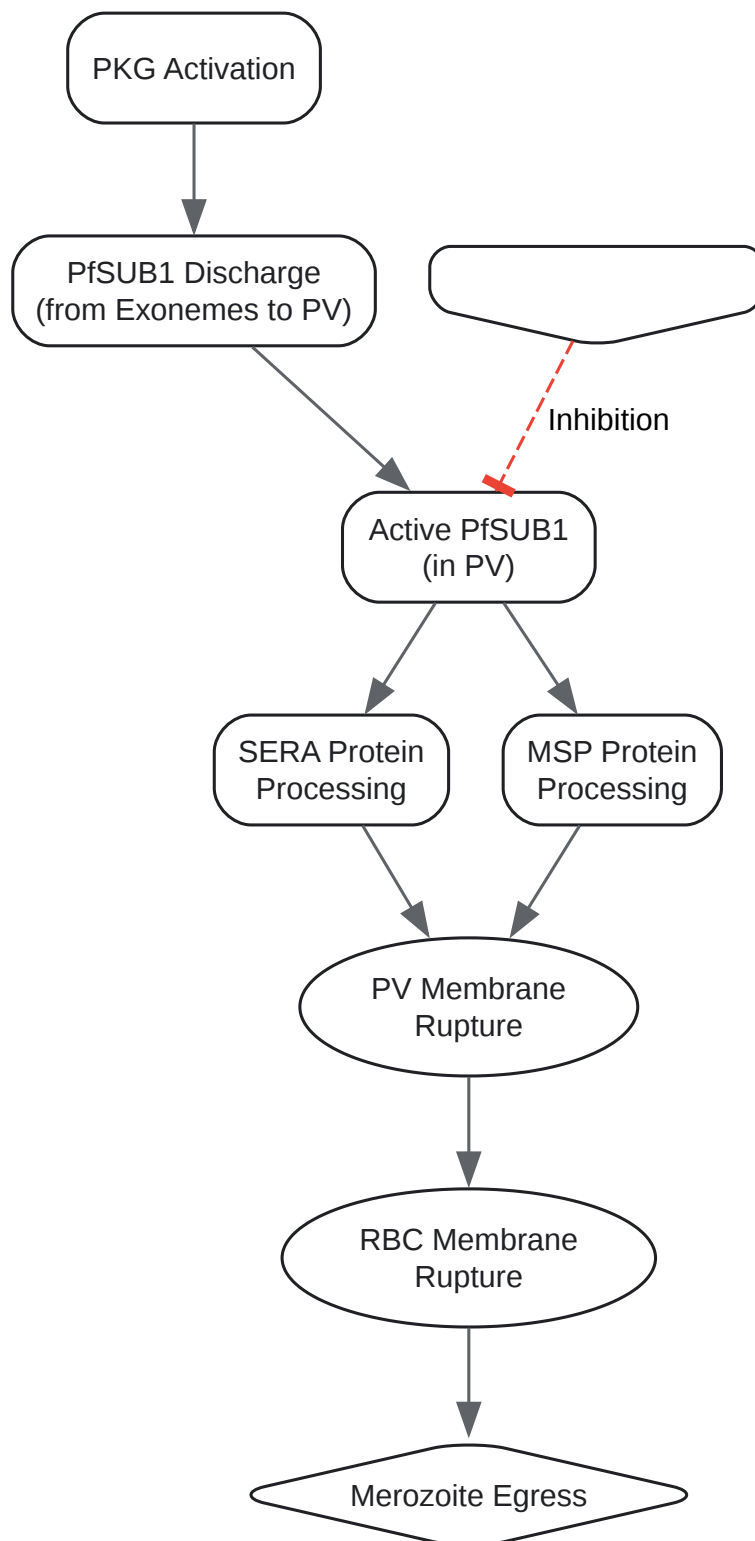 PKG Activation
PfSUB1 Discharge
(from Exonemes to PV)
Inhibition
Active PfSUB1
(in PV)
SERA Protein
Processing
MSP Protein
Processing
PV Membrane
Rupture
RBC Membrane
Rupture
Merozoite Egress